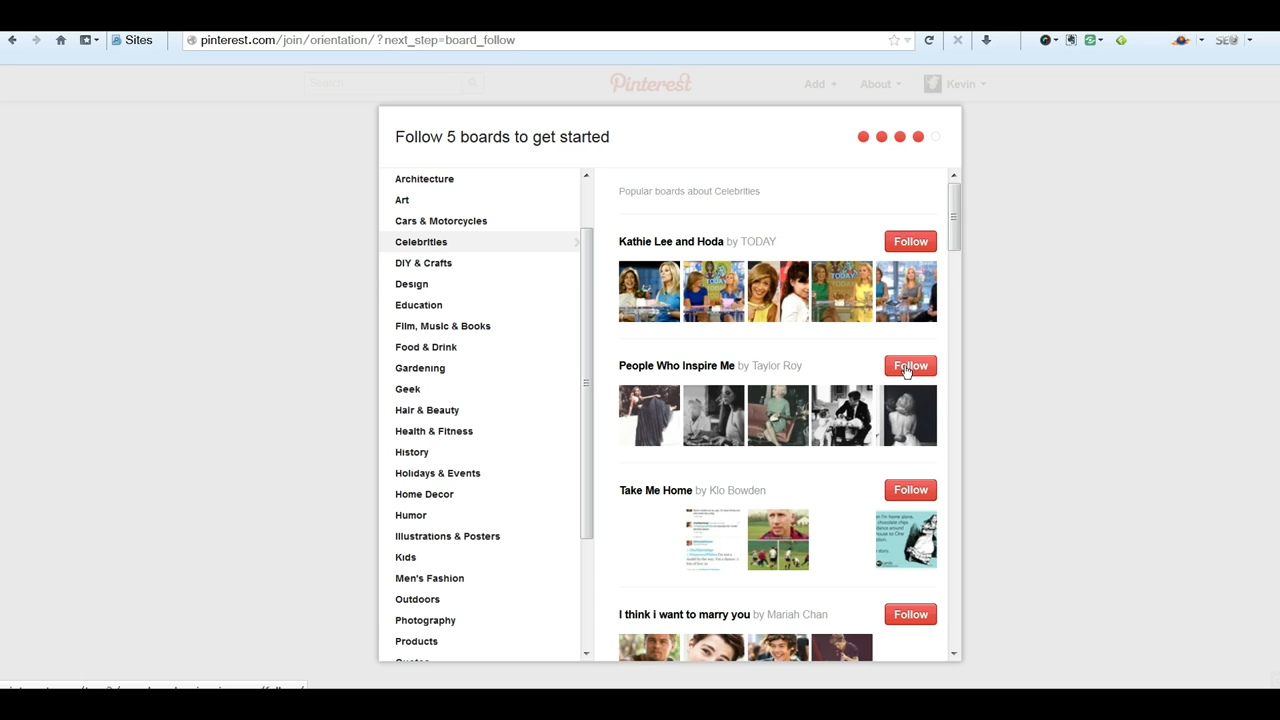 Sites
pinterest.com/join/orientation/?next_step=board_follow
SEO
Search
Pinterest
Add +
About
Kevin
Follow 5 boards to get started
Architecture
Art
Cars & Motorcycles
Celebrities
DIY & Crafts
Design
Education
Film, Music & Books
Food & Drink
Gardening
Geek
Hair & Beauty
Health & Fitness
History
Holidays & Events
Home Decor
Humor
Illustrations & Posters
Kids
Men's Fashion
Outdoors
Photography
Products
Popular boards about Celebrities
Kathie Lee and Hoda by TODAY
Follow
TODAY
People Who Inspire Me by Taylor Roy
Follow
Take Me Home by Klo Bowden
Follow
I think i want to marry you by Mariah Chan
Follow